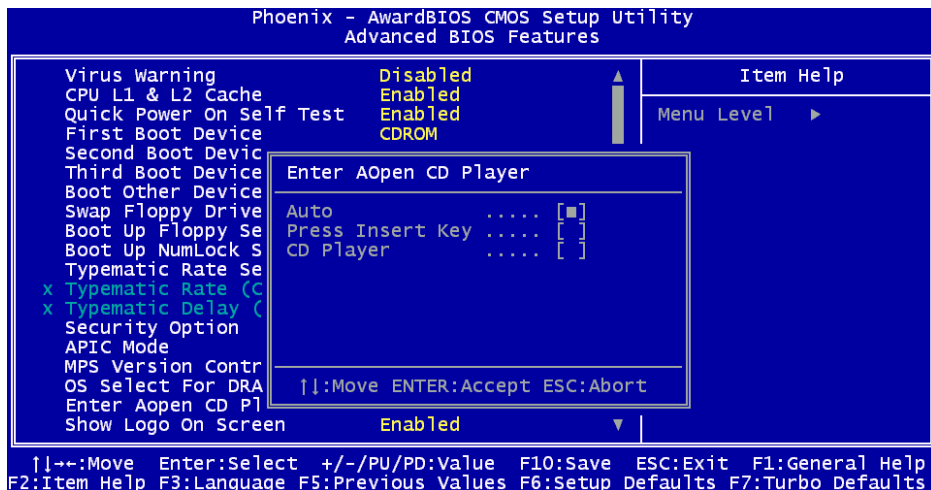 Phoenix - AwardBIOS CMOS Setup Utility
Advanced BIOS Features
Virus Warning Disabled
CPU L1 & L2 Cache Enabled
Quick Power On Self Test Enabled
First Boot Device CDROM
Second Boot Devic
Third Boot Device
Boot Other Device
Swap Floppy Drive
Boot Up Floppy Se
Boot Up NumLock S
Typematic Rate Se
x Typematic Rate (C
x Typematic Delay (
Security Option
APIC Mode
MPS Version Contr
OS Select For DRA
Enter Aopen CD Pl
Show Logo On Screen Enabled
Enter AOpen CD Player
Auto ..... [■]
Press Insert Key ..... [ ]
CD Player ..... [ ]
↑↓:Move ENTER:Accept ESC:Abort
Item Help
Menu Level ▶
↑↓→←:Move Enter:Select +/-/PU/PD:Value F10:Save ESC:Exit F1:General Help
F2:Item Help F3:Language F5:Previous Values F6:Setup Defaults F7:Turbo Defaults